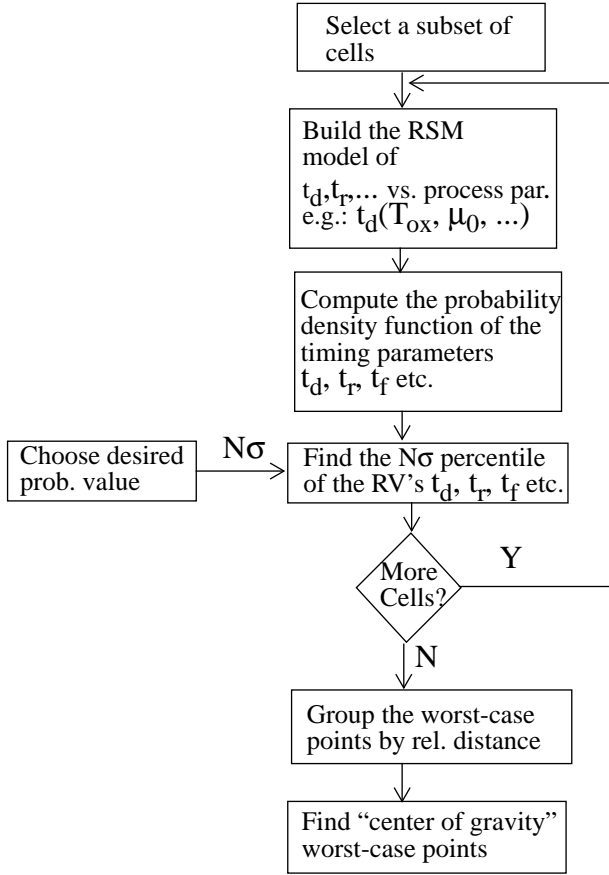 Select a subset of
cells
Build the RSM
model of
t_d,t_r,... vs. process par.
e.g.: t_d(T_ox, μ_0, ...)
Compute the probability
density function of the
timing parameters
t_d, t_r, t_f etc.
Choose desired
prob. value
Nσ
Find the Nσ percentile
of the RV's t_d, t_r, t_f etc.
More
Cells?
Y
N
Group the worst-case
points by rel. distance
Find “center of gravity”
worst-case points